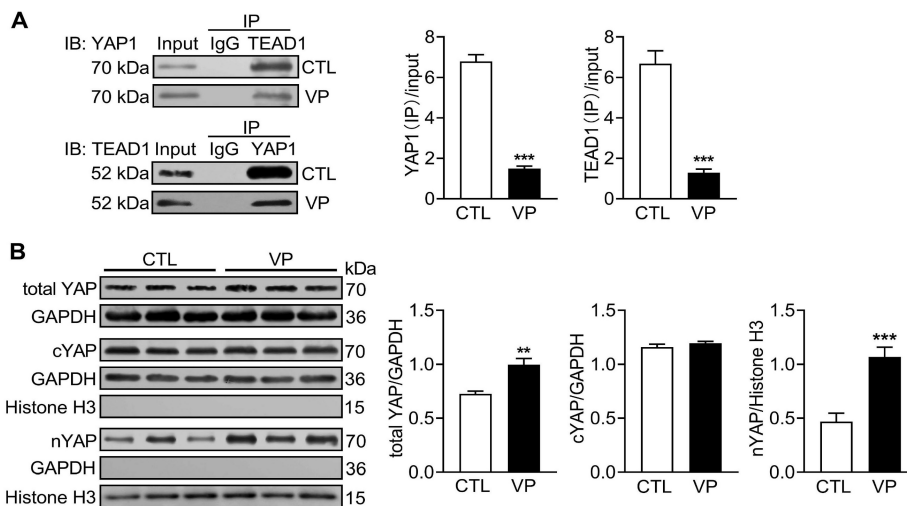 A
IP
IB: YAP1 Input IgG TEAD1
70 kDa CTL
70 kDa VP
IP
IB: TEAD1 Input IgG YAP1
52 kDa CTL
52 kDa VP
YAP1(IP)/input
8
6
4
2
0
***
CTL VP
TEAD1(IP)/input
8
6
4
2
0
***
CTL VP
B
CTL VP kDa
total YAP 70
GAPDH 36
cYAP 70
GAPDH 36
Histone H3 15
nYAP 70
GAPDH 36
Histone H3 15
total YAP/GAPDH
1.5
1.0
0.5
0.0
**
CTL VP
cYAP/GAPDH
1.5
1.0
0.5
0.0
CTL VP
nYAP/Histone H3
1.5
1.0
0.5
0.0
***
CTL VP